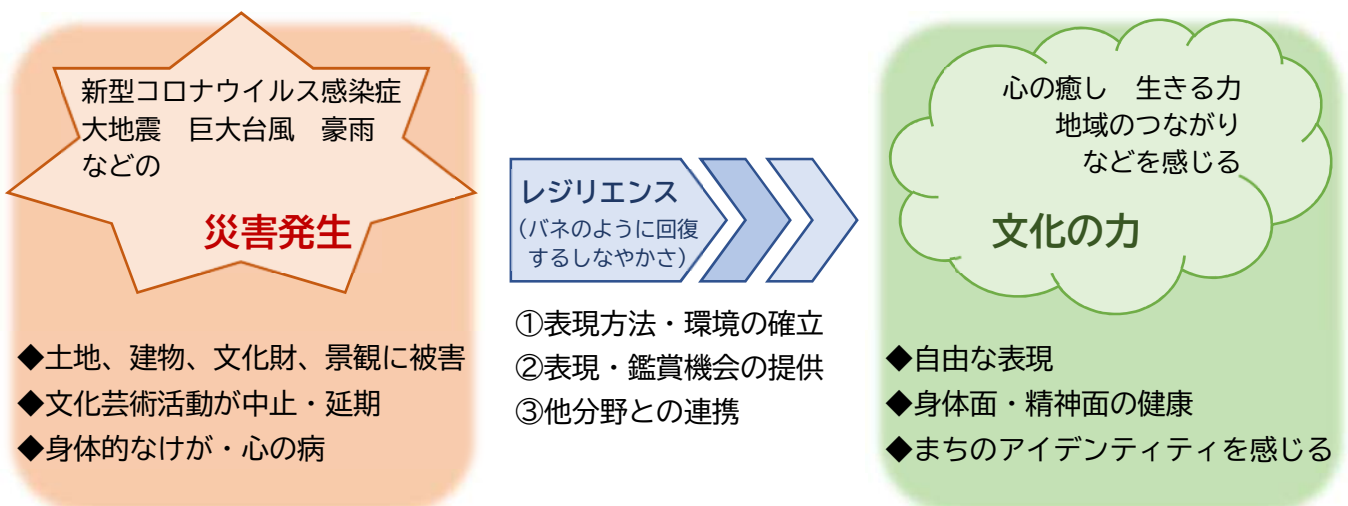 新型コロナウイルス感染症
大地震　巨大台風　豪雨
などの
災害発生
◆土地、建物、文化財、景観に被害
◆文化芸術活動が中止・延期
◆身体的なけが・心の病
レジリエンス
（バネのように回復
するしなやかさ）
①表現方法・環境の確立
②表現・鑑賞機会の提供
③他分野との連携
心の癒し　生きる力
地域のつながり
などを感じる
文化の力
◆自由な表現
◆身体面・精神面の健康
◆まちのアイデンティティを感じる